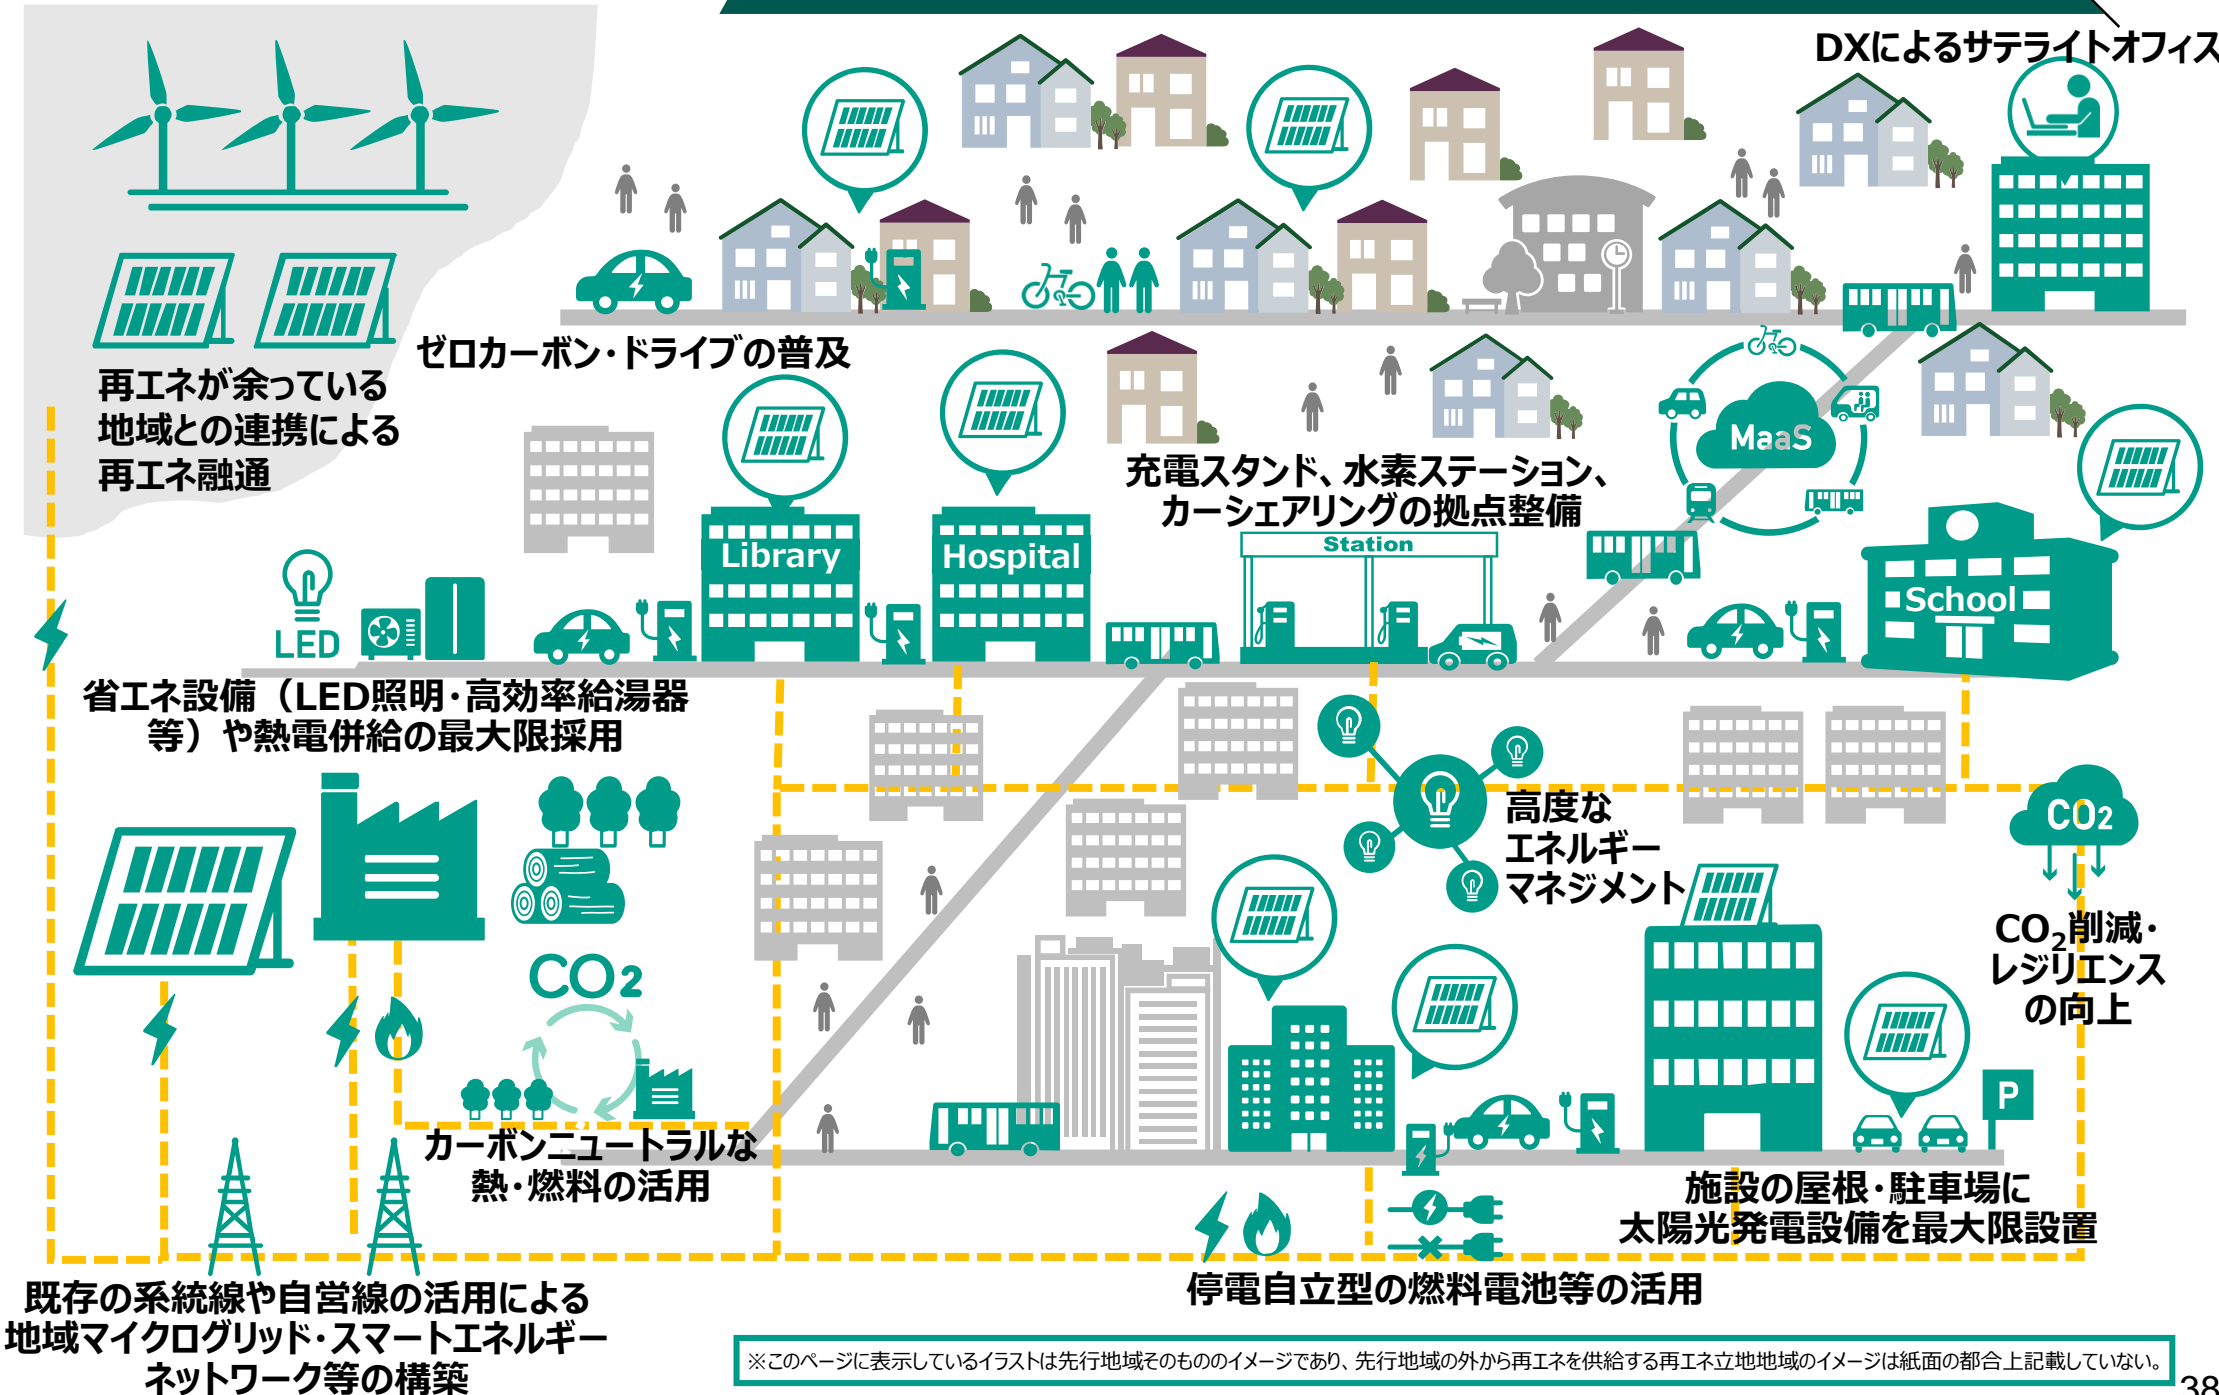 DXによるサテライトオフィス
ゼロカーボン・ドライブの普及
再エネが余っている
地域との連携による
再エネ融通
MaaS
充電スタンド、水素ステーション、
カーシェアリングの拠点整備
Library
Hospital
Station
School
LED
省エネ設備（LED照明・高効率給湯器
等）や熱電併給の最大限採用
高度な
エネルギー
マネジメント
CO2
CO₂削減・
レジリエンス
の向上
CO2
P
カーボンニュートラルな
熱・燃料の活用
施設の屋根・駐車場に
太陽光発電設備を最大限設置
停電自立型の燃料電池等の活用
既存の系統線や自営線の活用による
地域マイクログリッド・スマートエネルギー
ネットワーク等の構築
※このページに表示しているイラストは先行地域そのもののイメージであり、先行地域の外から再エネを供給する再エネ立地地域のイメージは紙面の都合上記載していない。
38